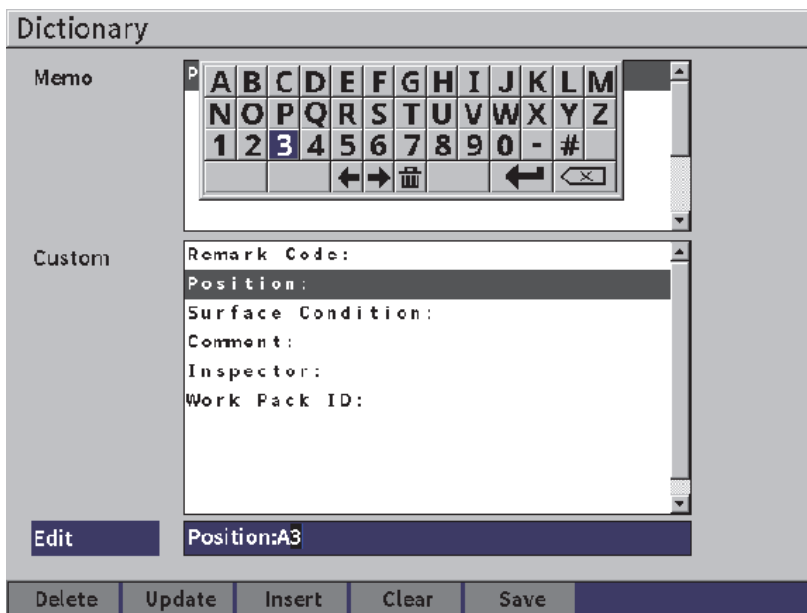 Dictionary
Memo
P
A B C D E F G H I J K L M
N O P Q R S T U V W X Y Z
1 2 3 4 5 6 7 8 9 0 - #
Custom
Remark Code:
Position:
Surface Condition:
Comment:
Inspector:
Work Pack ID:
Edit
Position:A3
Delete Update Insert Clear Save